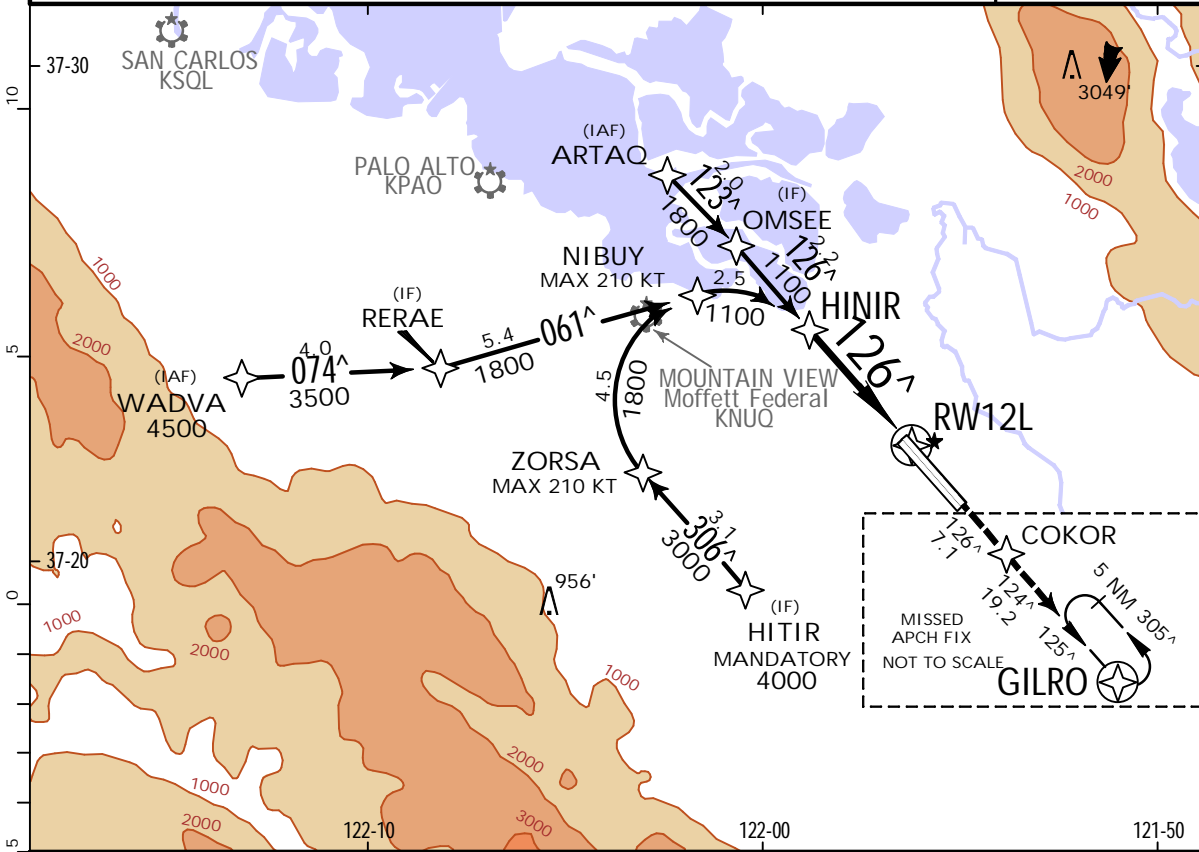 SAN CARLOS
KSQL
37-30
10
3049'
2000
1000
(IAF)
ARTAQ
PALO ALTO
KPAO
2.0
123^
1800
(IF)
OMSEE
2.2
126^
1100
NIBUY
MAX 210 KT
2.5
1100
HINIR
126^
1000
2000
(IF)
RERAE
5.4
061^
1800
5
4.0
074^
3500
(IAF)
WADVA
4500
4.5
1800
MOUNTAIN VIEW
Moffett Federal
KNUQ
RW12L
ZORSA
MAX 210 KT
3.1
306^
3000
37-20
0
956'
(IF)
HITIR
MANDATORY
4000
126^
7.1
COKOR
124^
19.2
5 NM 305^
125^
MISSED
APCH FIX
NOT TO SCALE
GILRO
1000
2000
1000
2000
1000
2000
3000
5
122-10
122-00
121-50